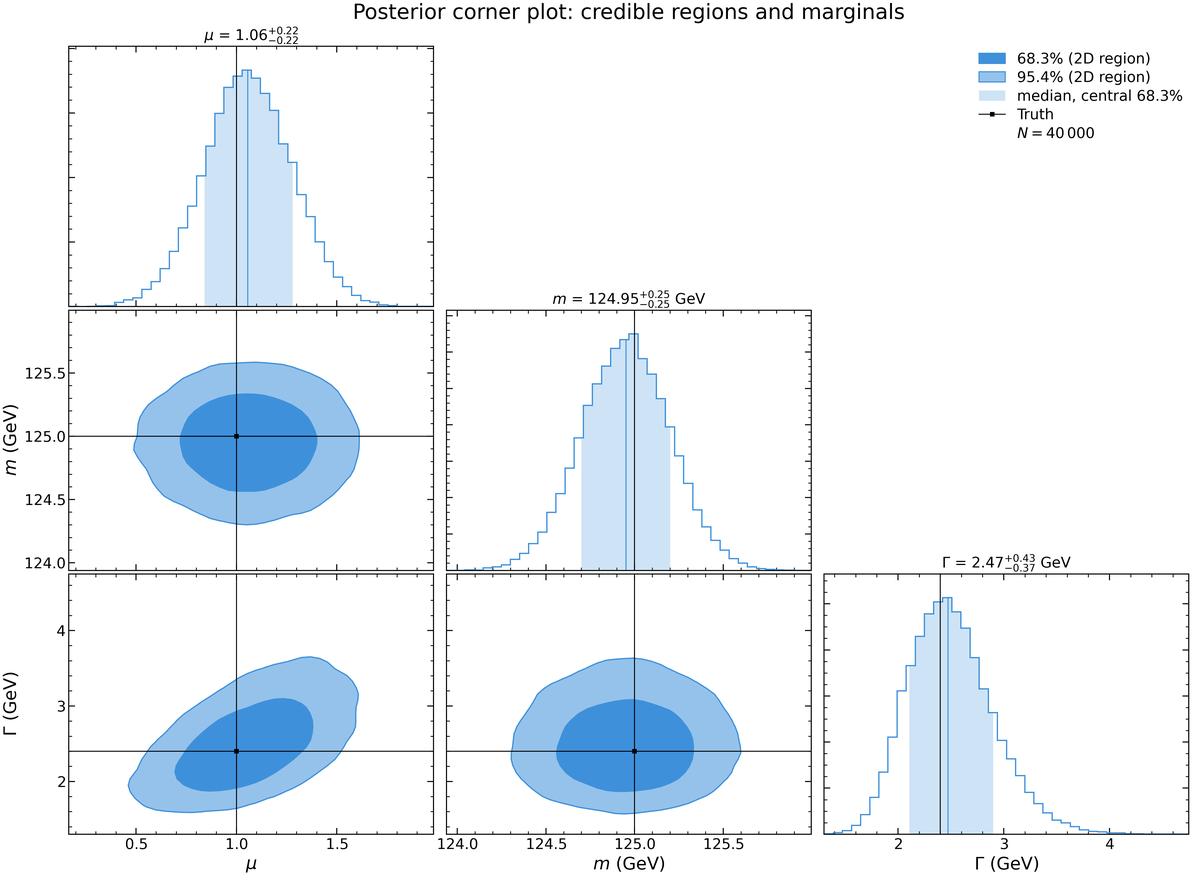 Posterior corner plot: credible regions and marginals
μ = 1.06+0.22 −0.22
68.3% (2D region)
95.4% (2D region)
median, central 68.3%
Truth
N = 40 000
m = 124.95+0.25 −0.25 GeV
125.5
125.0
124.5
124.0
m (GeV)
Γ = 2.47+0.43 −0.37 GeV
4
3
2
Γ (GeV)
0.5 1.0 1.5
μ
124.0 124.5 125.0 125.5
m (GeV)
2 3 4
Γ (GeV)